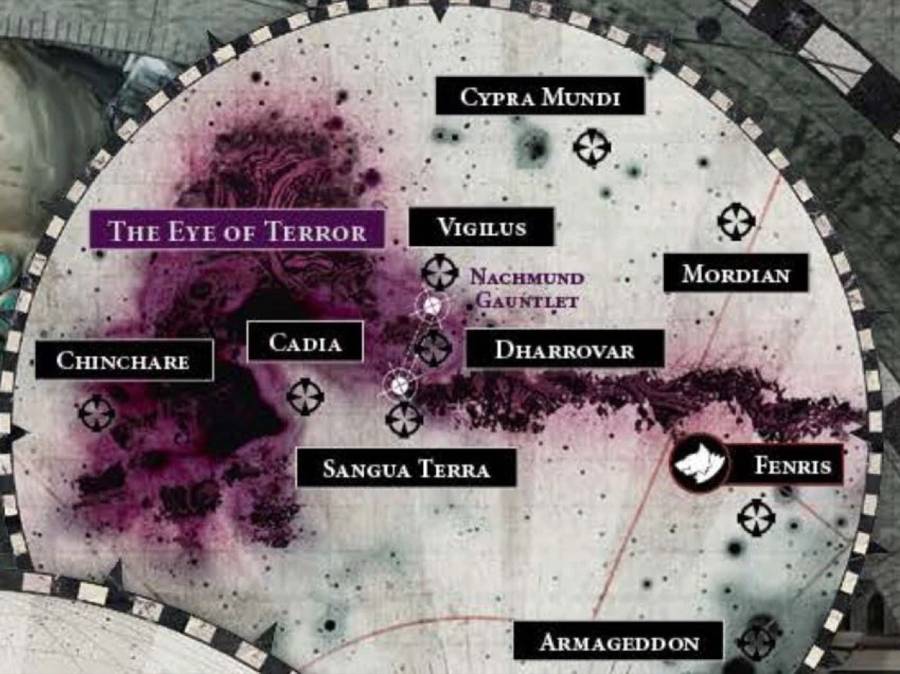 Cypra Mundi
The Eye of Terror
Vigilus
Nachmund
Gauntlet
Mordian
Cadia
Dharrovar
Chinchare
Sangua Terra
Fenris
Armageddon